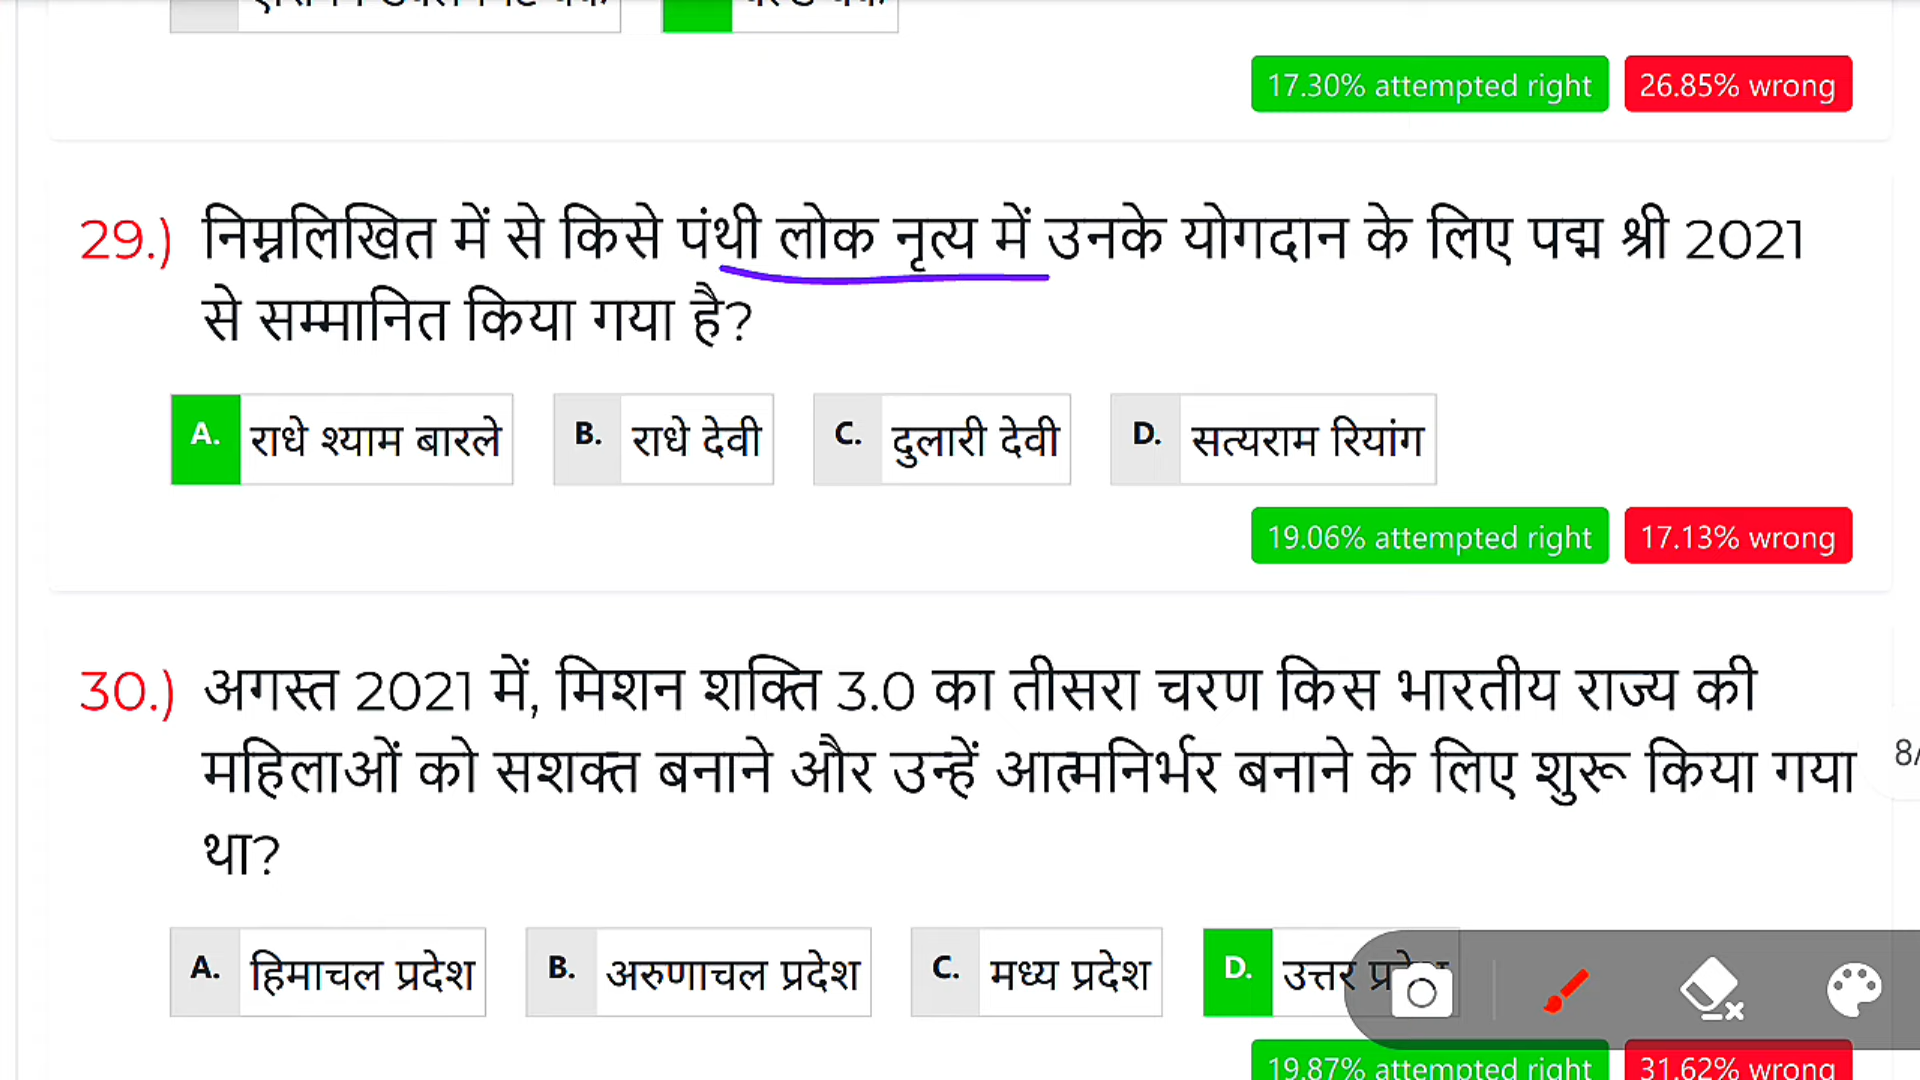 17.30% attempted right 26.85% wrong
29.) निम्नलिखित में से किसे पंथी लोक नृत्य में उनके योगदान के लिए पद्म श्री 2021
से सम्मानित किया गया है?
A. राधे श्याम बारले B. राधे देवी C. दुलारी देवी D. सत्यराम रियांग
19.06% attempted right 17.13% wrong
30.) अगस्त 2021 में, मिशन शक्ति 3.0 का तीसरा चरण किस भारतीय राज्य की
महिलाओं को सशक्त बनाने और उन्हें आत्मनिर्भर बनाने के लिए शुरू किया गया
था?
8/
A. हिमाचल प्रदेश B. अरुणाचल प्रदेश C. मध्य प्रदेश D. उत्तर
19.87% attempted right 31.62% wrong